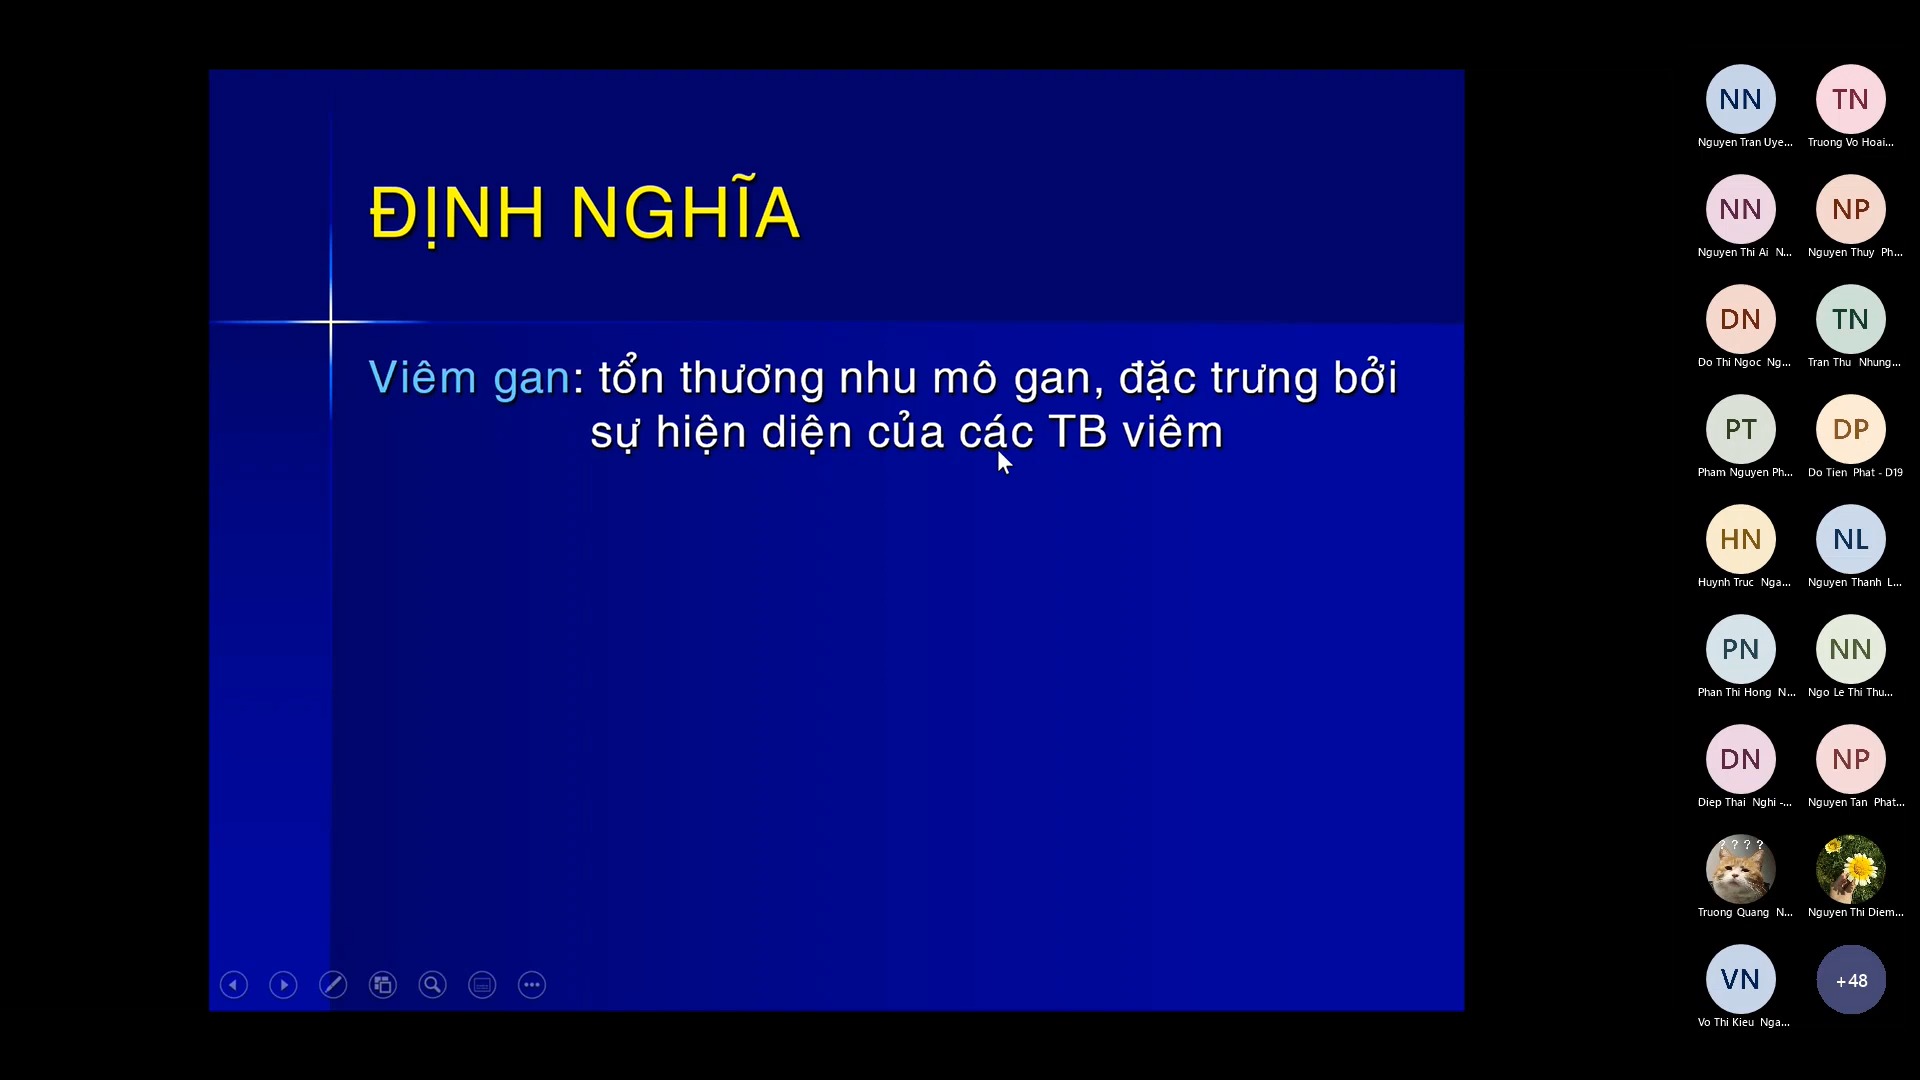 ĐỊNH NGHĨA
Viêm gan: tổn thương nhu mô gan, đặc trưng bởi
sự hiện diện của các TB viêm
NN
Nguyen Tran Uye...
TN
Truong Vo Hoai...
NN
Nguyen Thi Ai N...
NP
Nguyen Thuy Ph...
DN
Do Thi Ngoc Ng...
TN
Tran Thu Nhung...
PT
Pham Nguyen Ph...
DP
Do Tien Phat - D19
HN
Huynh Truc Nga...
NL
Nguyen Thanh L...
PN
Phan Thi Hong N...
NN
Ngo Le Thi Thu...
DN
Diep Thai Nghi -...
NP
Nguyen Tan Phat...
? ? ? ?
Truong Quang N...
Nguyen Thi Diem...
VN
Vo Thi Kieu Nga...
+48